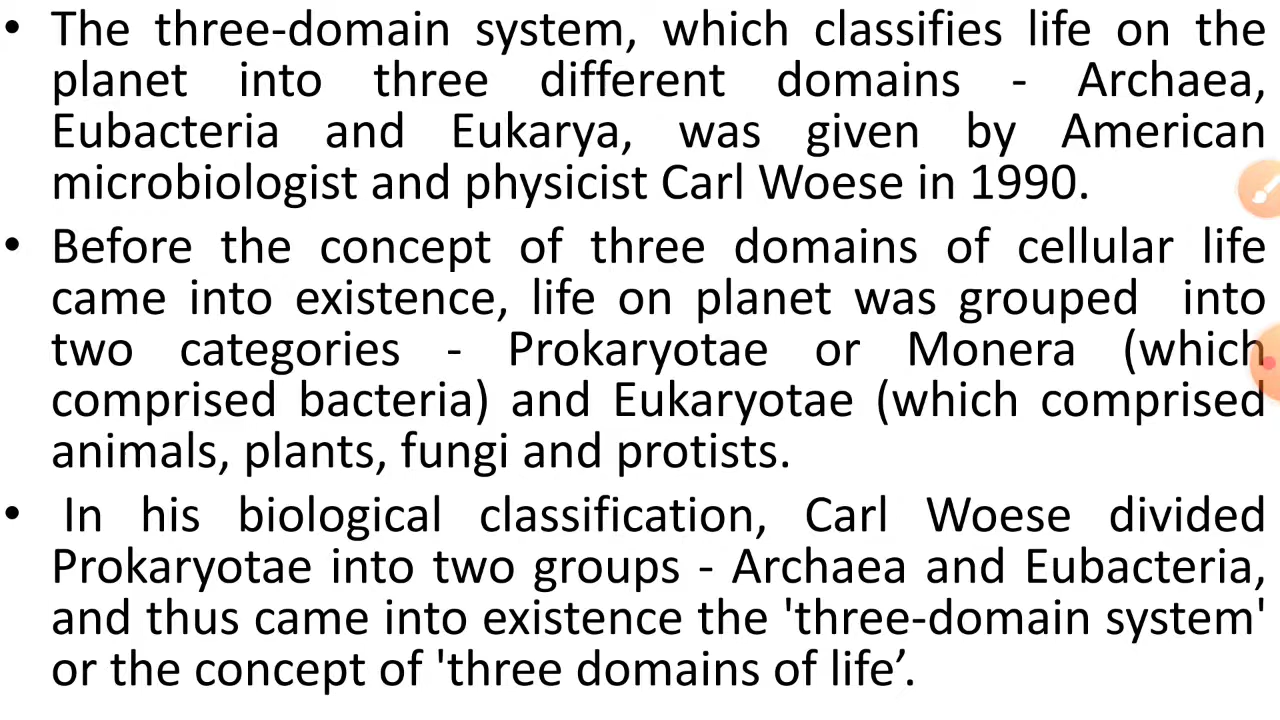 • The three-domain system, which classifies life on the
planet into three different domains - Archaea,
Eubacteria and Eukarya, was given by American
microbiologist and physicist Carl Woese in 1990.
• Before the concept of three domains of cellular life
came into existence, life on planet was grouped into
two categories - Prokaryotae or Monera (which
comprised bacteria) and Eukaryotae (which comprised
animals, plants, fungi and protists.
• In his biological classification, Carl Woese divided
Prokaryotae into two groups - Archaea and Eubacteria,
and thus came into existence the 'three-domain system'
or the concept of 'three domains of life’.